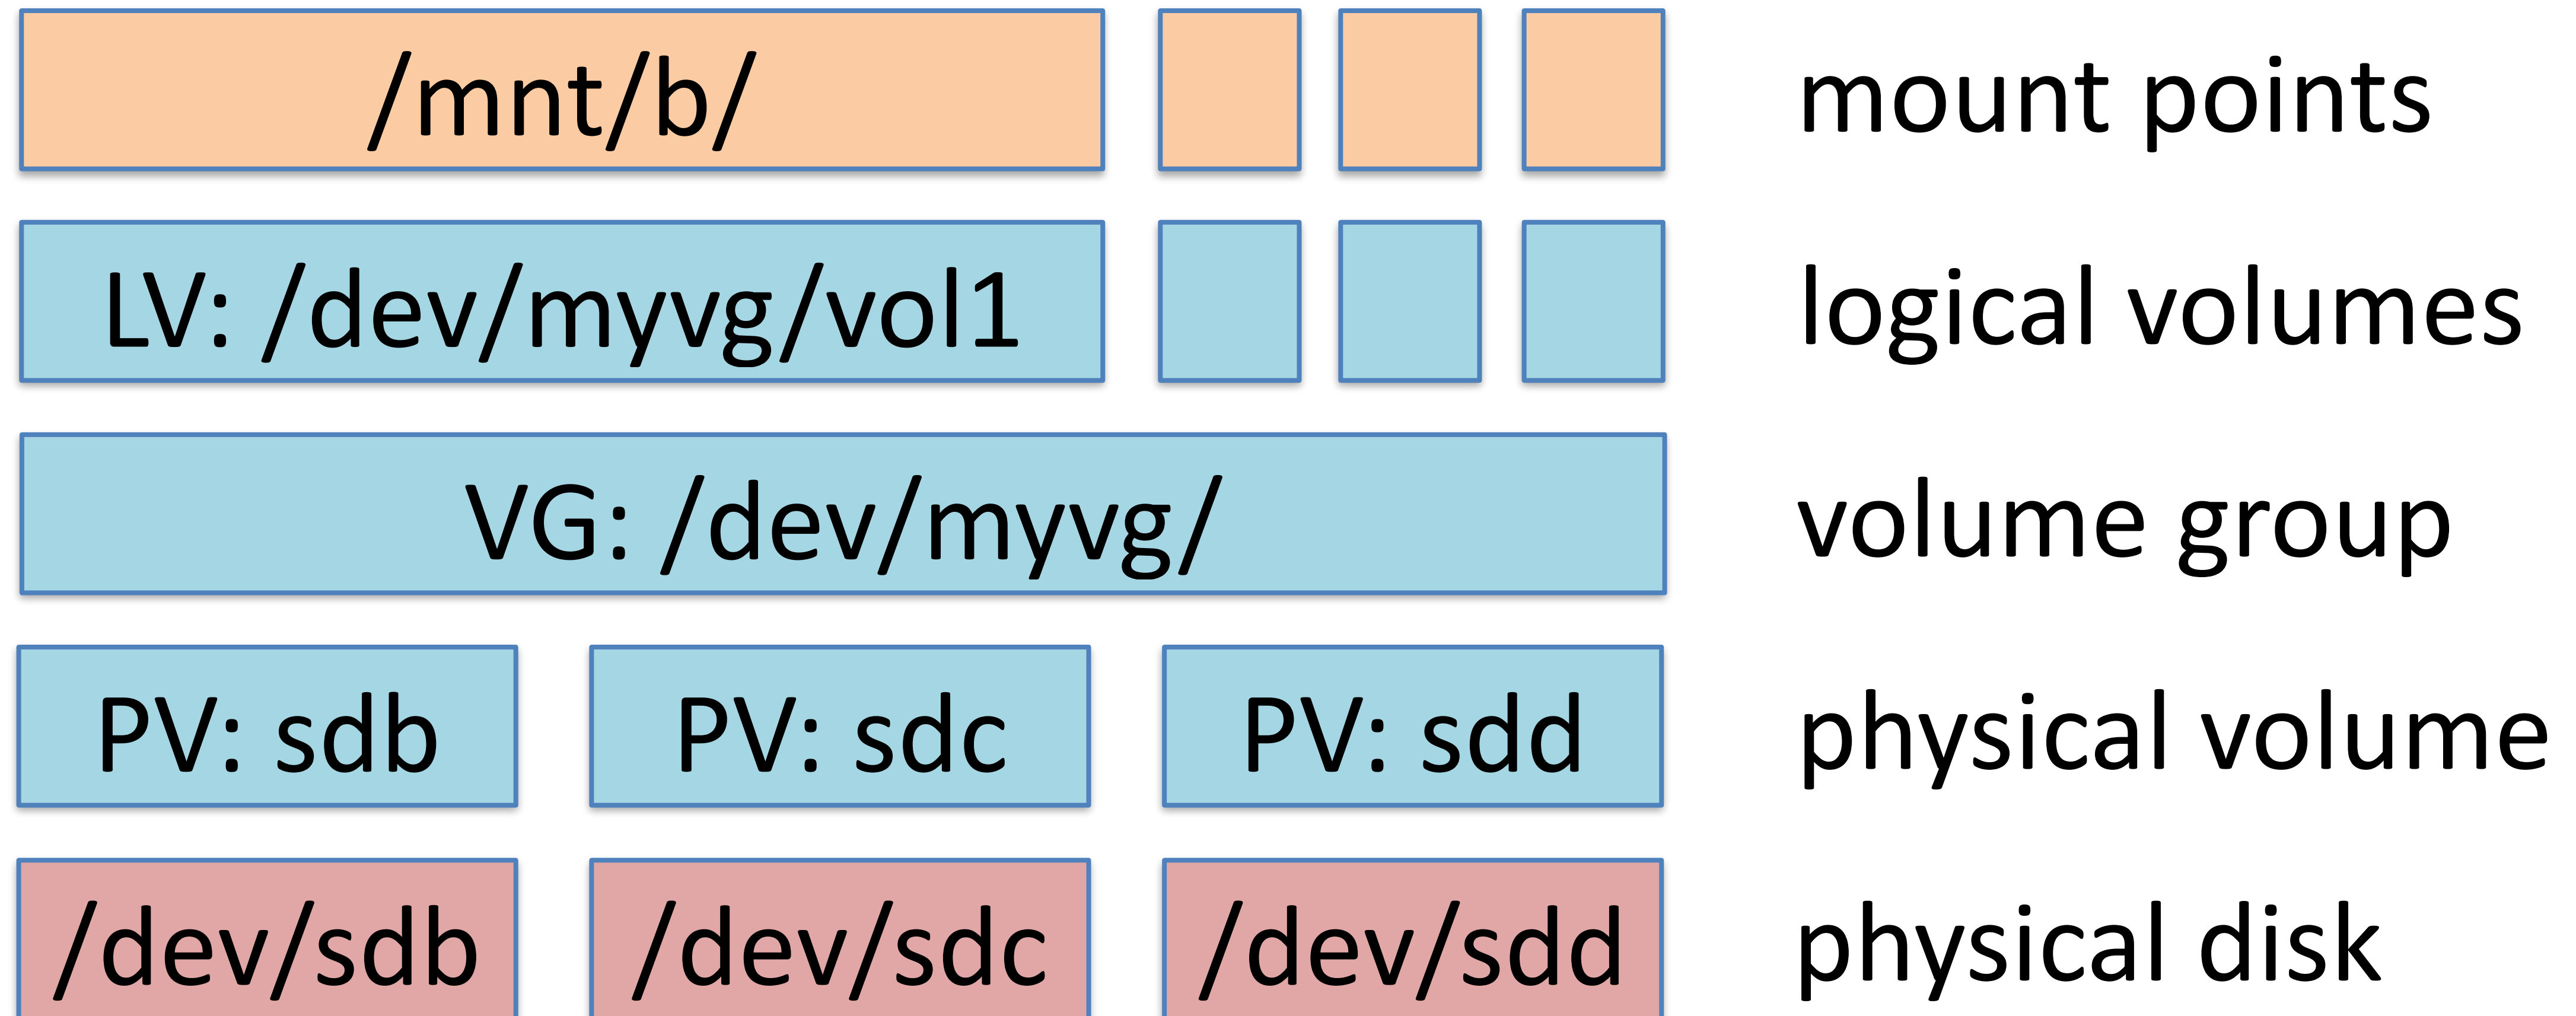 /mnt/b/ mount points
LV: /dev/myvg/vol1 logical volumes
VG: /dev/myvg/ volume group
PV: sdb PV: sdc PV: sdd physical volume
/dev/sdb /dev/sdc /dev/sdd physical disk